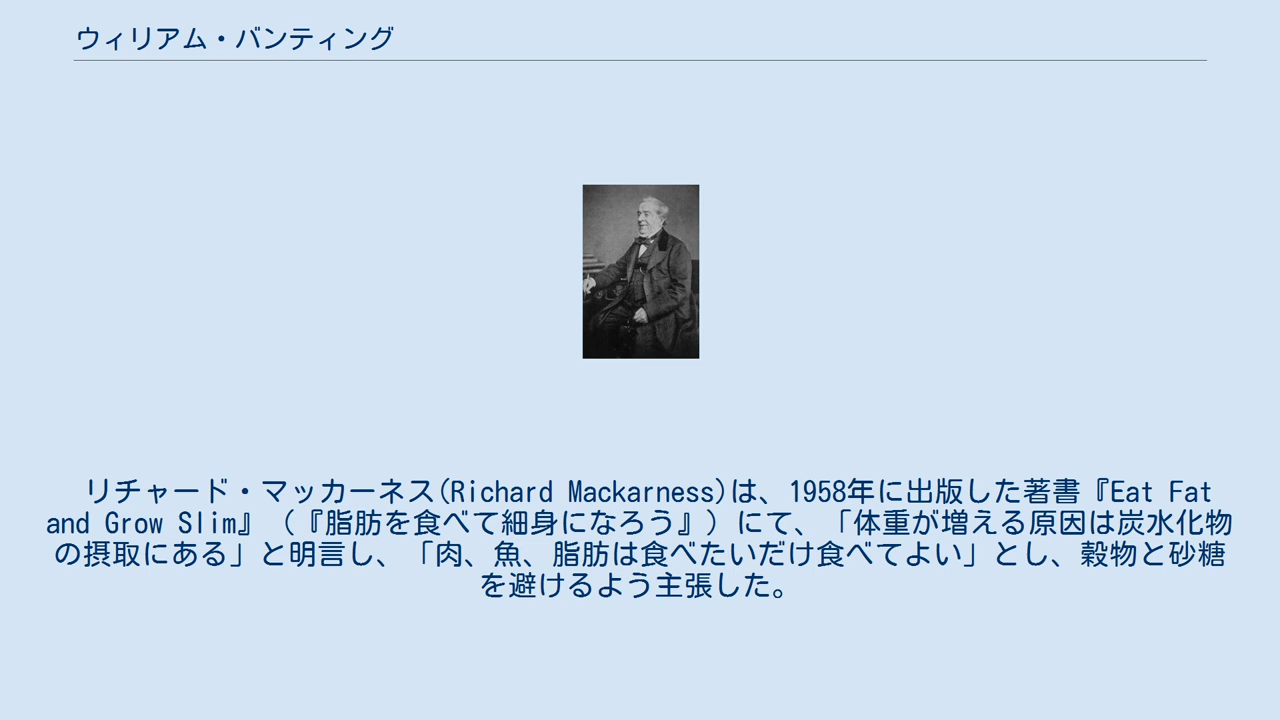 ウィリアム・バンティング
リチャード・マッカーネス(Richard Mackarness)は、1958年に出版した著書『Eat Fat
and Grow Slim』（『脂肪を食べて細身になろう』）にて、「体重が増える原因は炭水化物
の摂取にある」と明言し、「肉、魚、脂肪は食べたいだけ食べてよい」とし、穀物と砂糖
を避けるよう主張した。